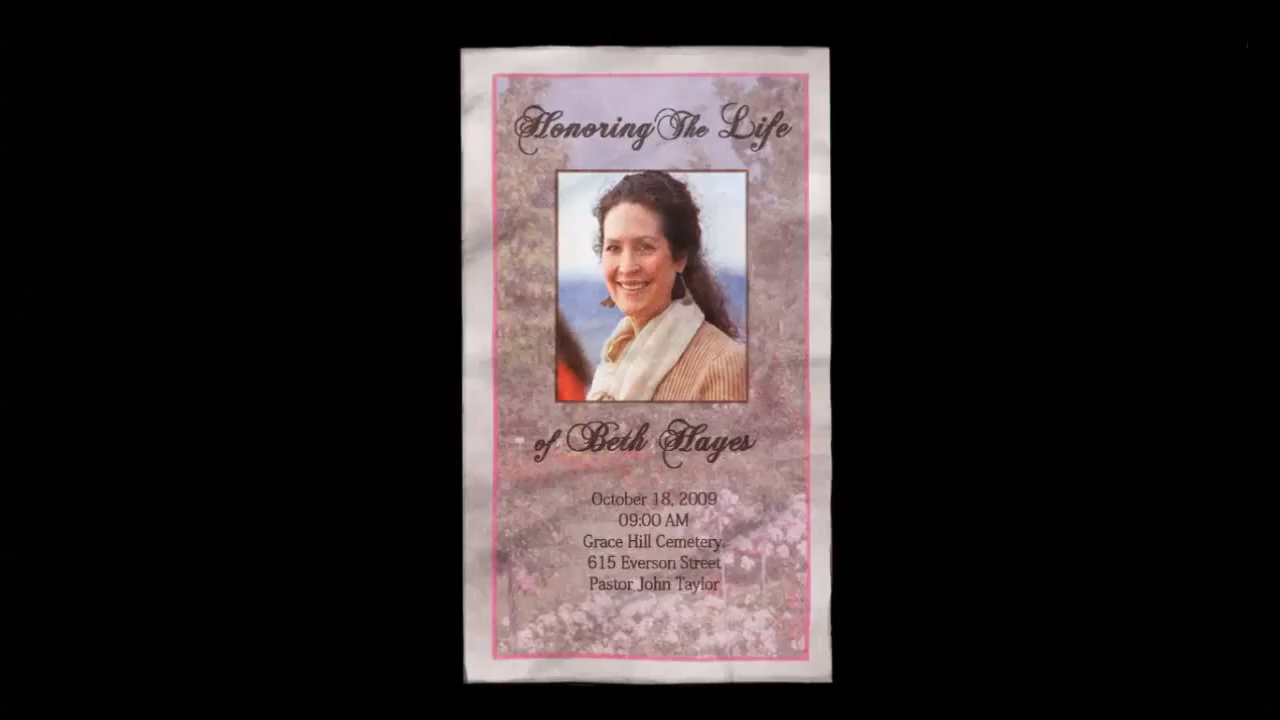 Honoring The Life
of Beth Hayes
October 18, 2009
09:00 AM
Grace Hill Cemetery.
615 Everson Street
Pastor John Taylor